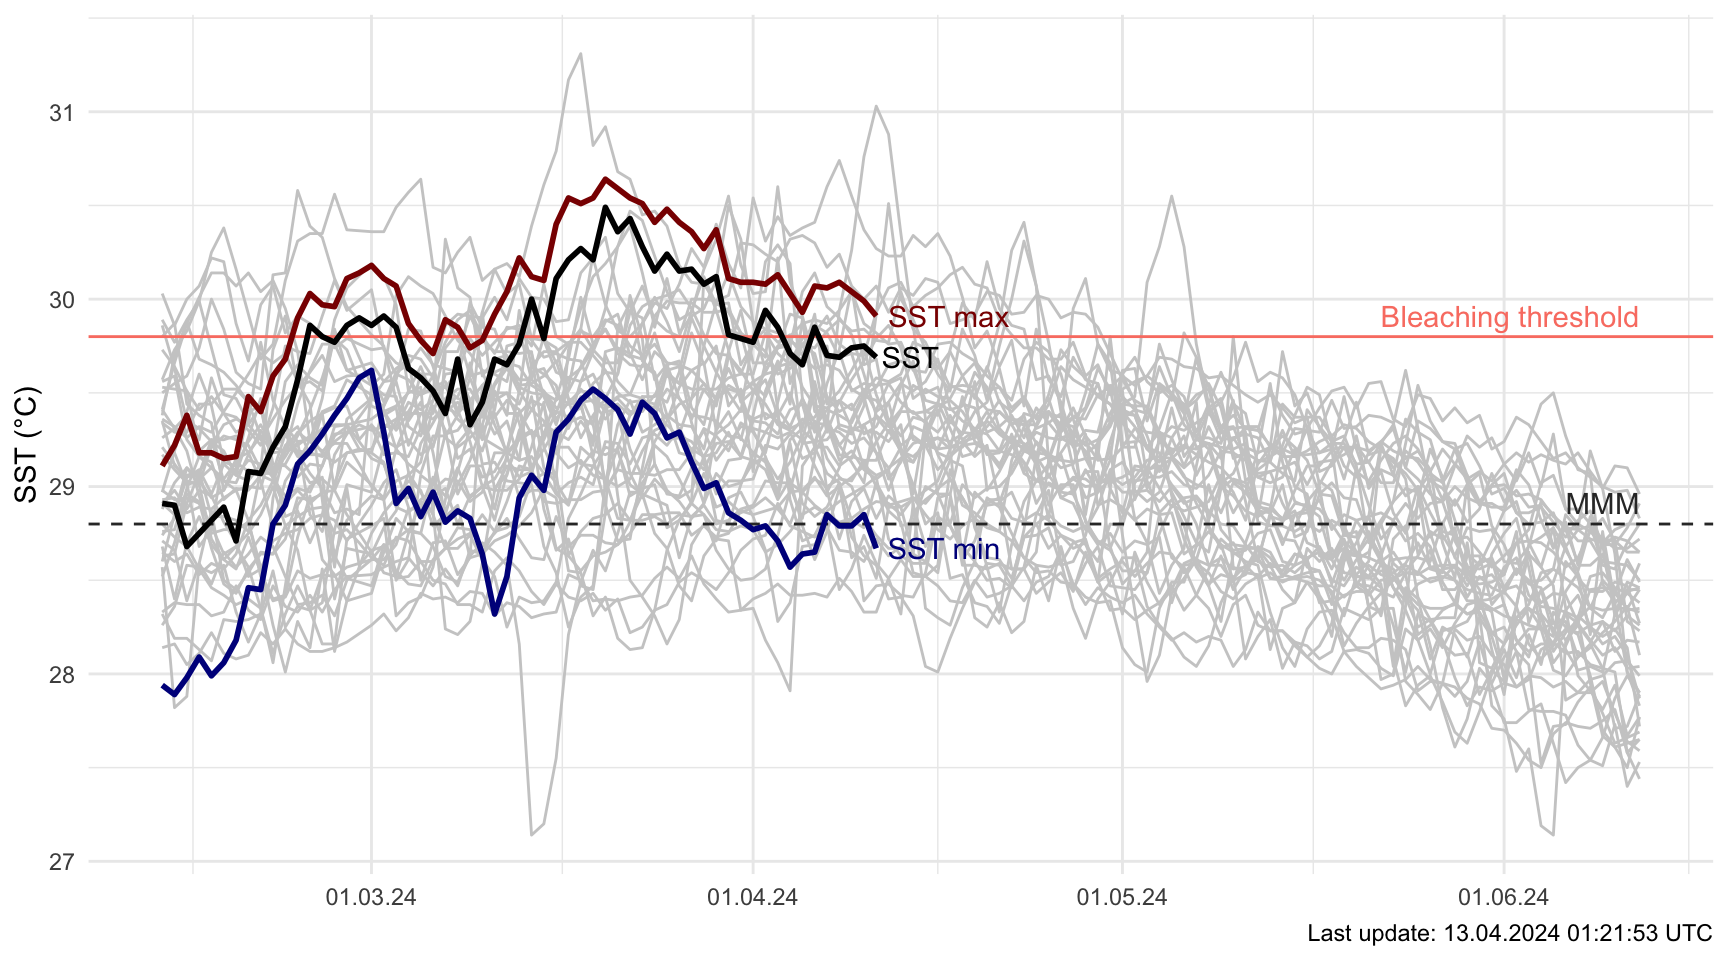 SST (°C)
31
30
29
28
27
SST max
SST
SST min
Bleaching threshold
MMM
01.03.24
01.04.24
01.05.24
01.06.24
Last update: 13.04.2024 01:21:53 UTC